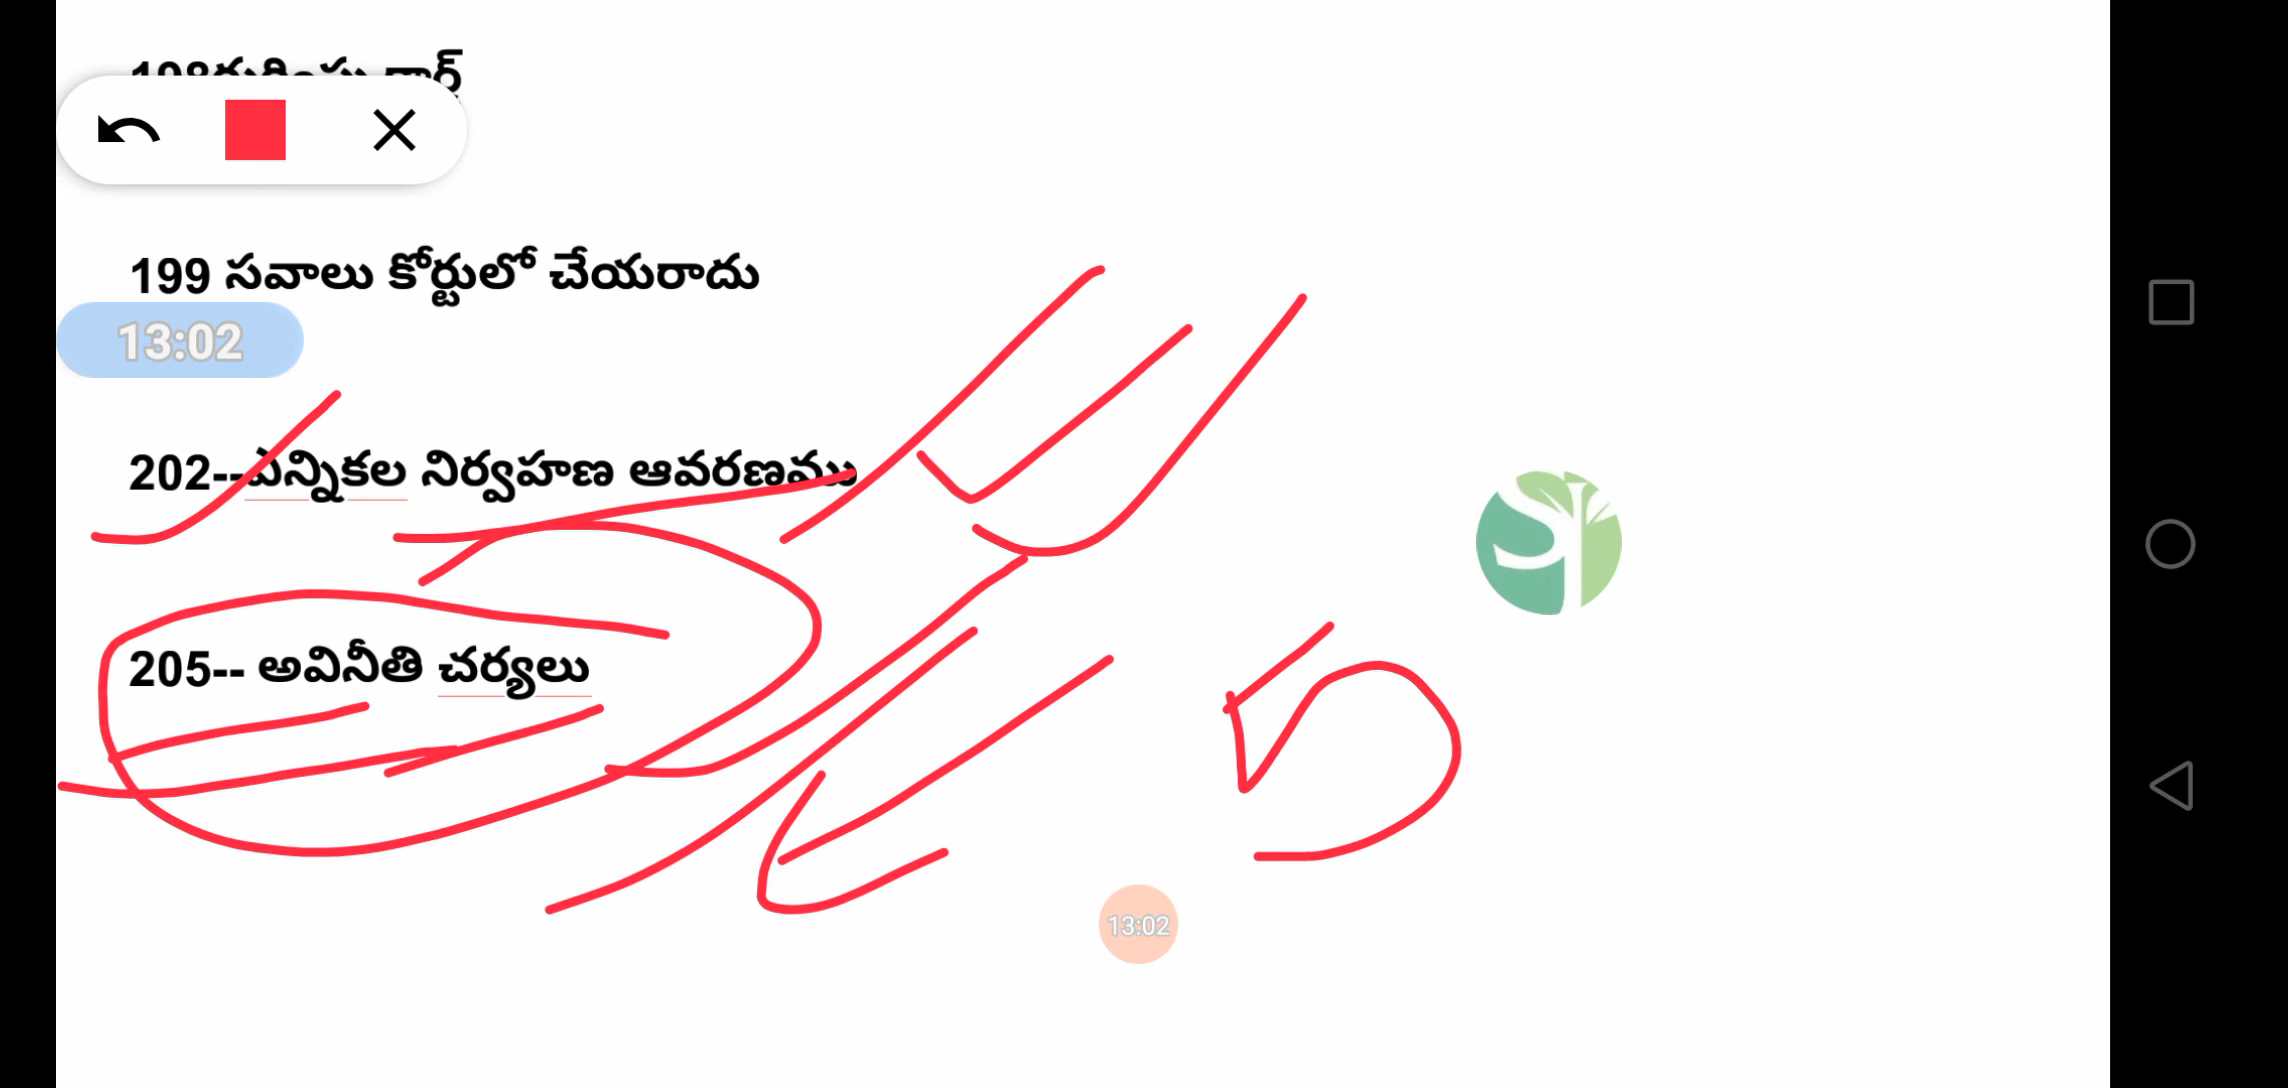 199 సవాలు కోర్టులో చేయరాదు
13:02
202--ఎన్నికల నిర్వహణ ఆవరణము
205-- అవినీతి చర్యలు
13:02